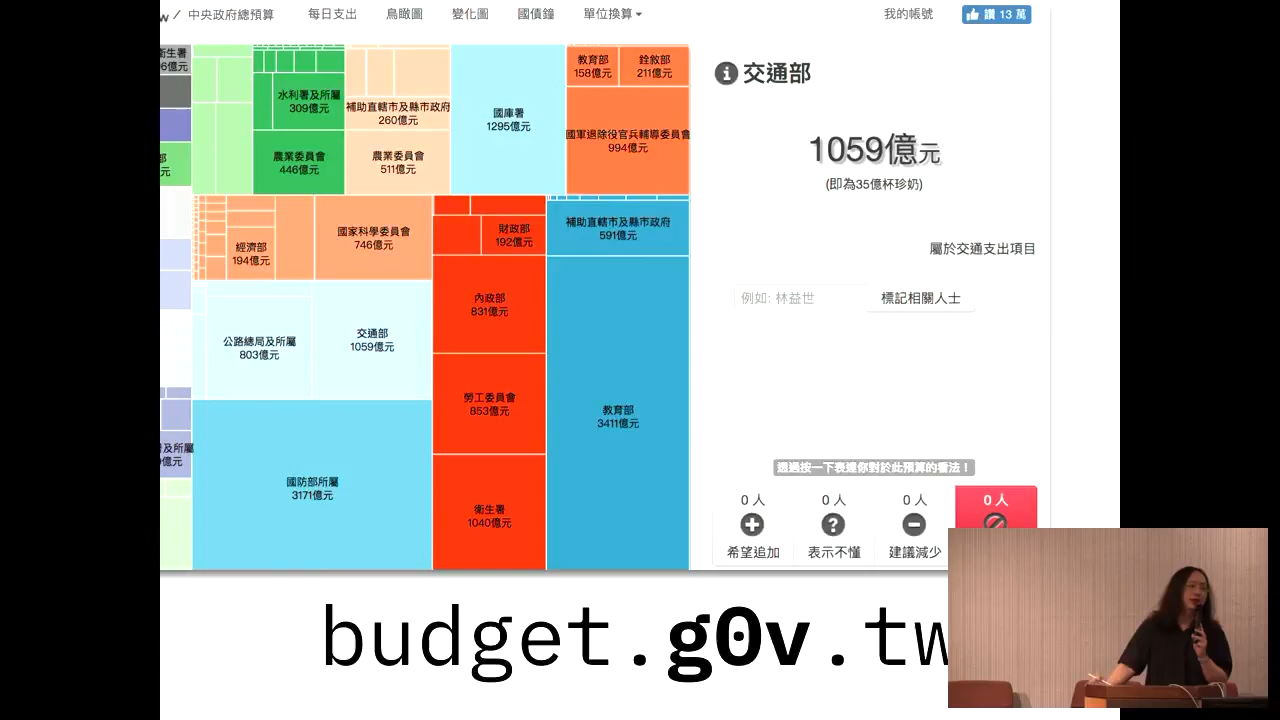 w / 中央政府總預算
每日支出
鳥瞰圖
變化圖
國債鐘
單位換算
我的帳號
讚 13 萬
衛生署
6億元
部
元
署及所屬
億元
水利署及所屬
309億元
農業委員會
446億元
補助直轄市及縣市政府
260億元
農業委員會
511億元
國庫署
1295億元
教育部
158億元
銓敘部
211億元
國軍退除役官兵輔導委員會
994億元
經濟部
194億元
國家科學委員會
746億元
財政部
192億元
補助直轄市及縣市政府
591億元
公路總局及所屬
803億元
交通部
1059億元
內政部
831億元
勞工委員會
853億元
教育部
3411億元
國防部所屬
3171億元
衛生署
1040億元
交通部
1059億元
(即為35億杯珍奶)
屬於交通支出項目
例如: 林益世
標記相關人士
透過按一下表達你對於此預算的看法！
0 人
希望追加
0 人
表示不懂
0 人
建議減少
0 人
budget.g0v.tw